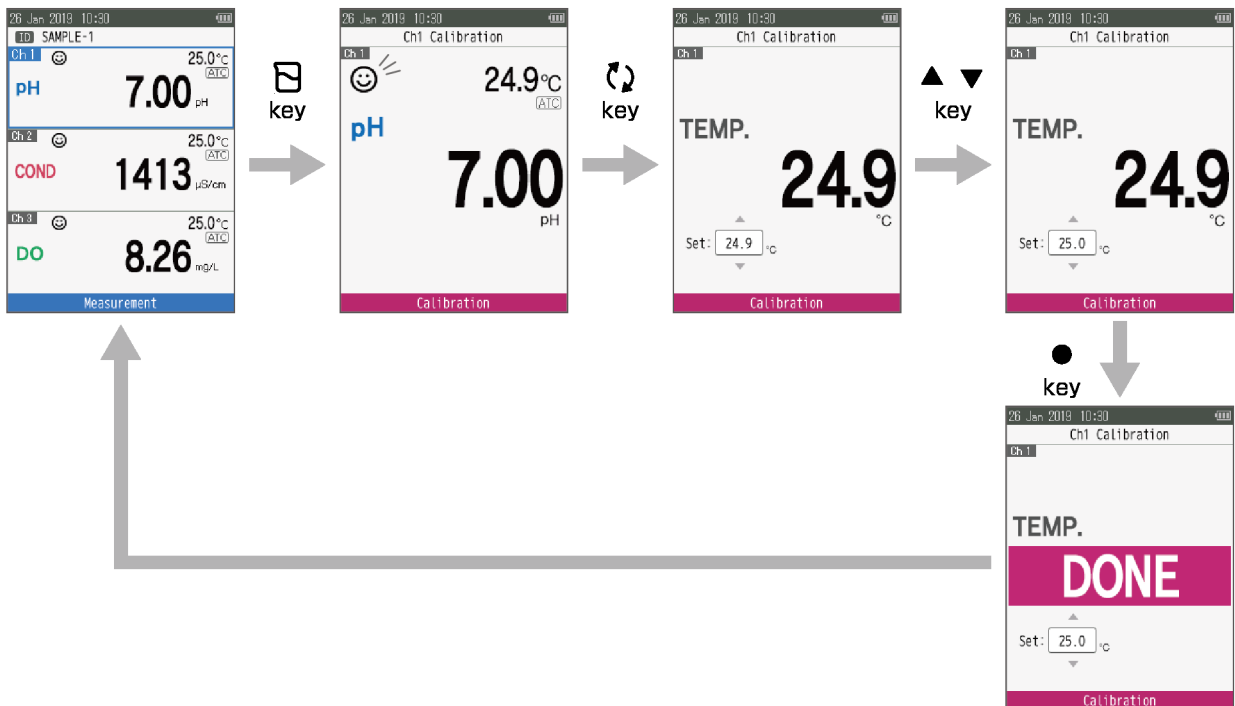 26 Jan 2019 10:30
ID SAMPLE-1
Ch 1 25.0°C
ATC
pH 7.00 pH
Ch 2 25.0°C
ATC
COND 1413 µS/cm
Ch 3 25.0°C
ATC
DO 8.26 mg/L
Measurement
key
26 Jan 2019 10:30
Ch1 Calibration
Ch 1
24.9°C
ATC
pH
7.00
pH
Calibration
key
26 Jan 2019 10:30
Ch1 Calibration
Ch 1
TEMP.
24.9
°C
Set: 24.9 °C
Calibration
▲ ▼
key
26 Jan 2019 10:30
Ch1 Calibration
Ch 1
TEMP.
24.9
°C
Set: 25.0 °C
Calibration
key
26 Jan 2019 10:30
Ch1 Calibration
Ch 1
TEMP.
DONE
Set: 25.0 °C
Calibration